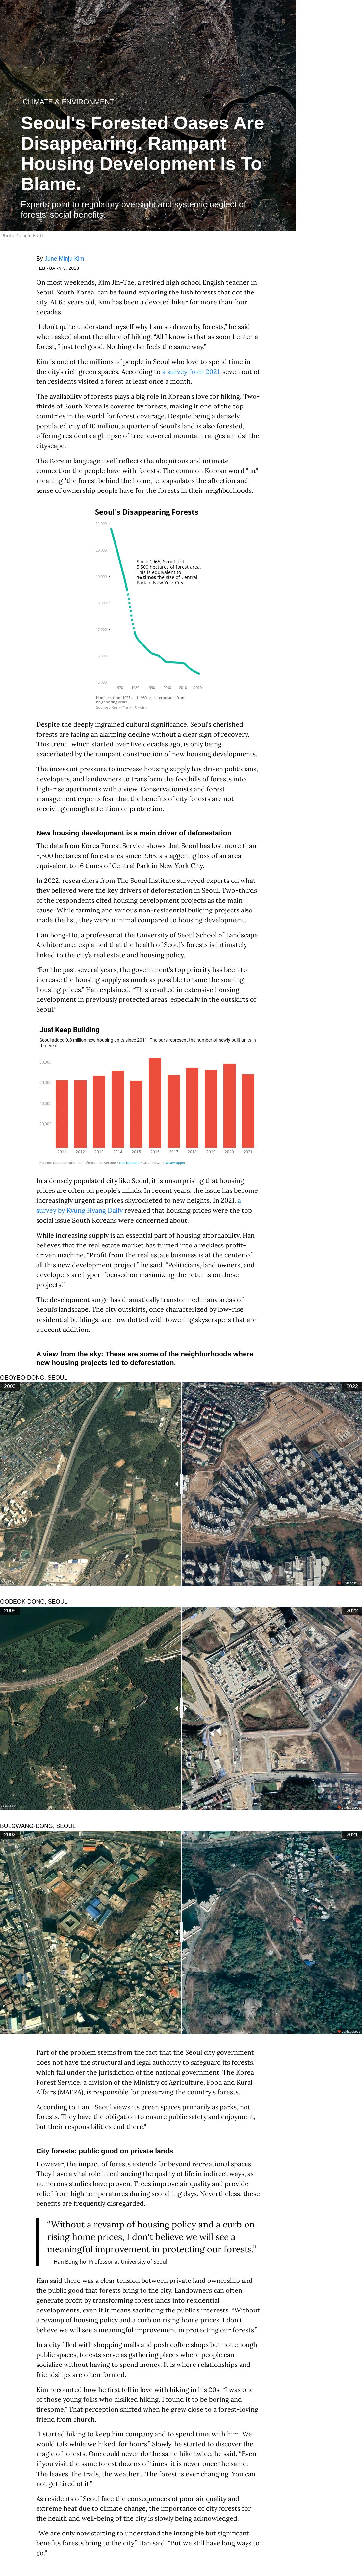 CLIMATE & ENVIRONMENT
Seoul's Forested Oases Are
Disappearing. Rampant
Housing Development Is To
Blame.
Experts point to regulatory oversight and systemic neglect of
forests' social benefits.
Photo: Google Earth
By June Minju Kim
FEBRUARY 5, 2023
On most weekends, Kim Jin-Tae, a retired high school English teacher in
Seoul, South Korea, can be found exploring the lush forests that dot the
city. At 63 years old, Kim has been a devoted hiker for more than four
decades.
"I don't quite understand myself why I am so drawn by forests," he said
when asked about the allure of hiking. "All I know is that as soon I enter a
forest, I just feel good. Nothing else feels the same way."
Kim is one of the millions of people in Seoul who love to spend time in
the city's rich green spaces. According to a survey from 2021, seven out of
ten residents visited a forest at least once a month.
The availability of forests plays a big role in Korean's love for hiking. Two-
thirds of South Korea is covered by forests, making it one of the top
countries in the world for forest coverage. Despite being a densely
populated city of 10 million, a quarter of Seoul's land is also forested,
offering residents a glimpse of tree-covered mountain ranges amidst the
cityscape.
The Korean language itself reflects the ubiquitous and intimate
connection the people have with forests. The common Korean word "뒷산,"
meaning "the forest behind the home," encapsulates the affection and
sense of ownership people have for the forests in their neighborhoods.
Seoul's Disappearing Forests
21,000
20,000
19,000
18,000
17,000
16,000
15,000
Since 1965, Seoul lost
5,500 hectares of forest area.
This is equivalent to
16 times the size of Central
Park in New York City.
1970 1980 1990 2000 2010 2020
Numbers from 1975 and 1980 are interpolated from
neighboring years.
Source: Korea Forest Service
Despite the deeply ingrained cultural significance, Seoul's cherished
forests are facing an alarming decline without a clear sign of recovery.
This trend, which started over five decades ago, is only being
exacerbated by the rampant construction of new housing developments.
The incessant pressure to increase housing supply has driven politicians,
developers, and landowners to transform the foothills of forests into
high-rise apartments with a view. Conservationists and forest
management experts fear that the benefits of city forests are not
receiving enough attention or protection.
New housing development is a main driver of deforestation
The data from Korea Forest Service shows that Seoul has lost more than
5,500 hectares of forest area since 1965, a staggering loss of an area
equivalent to 16 times of Central Park in New York City.
In 2022, researchers from The Seoul Institute surveyed experts on what
they believed were the key drivers of deforestation in Seoul. Two-thirds
of the respondents cited housing development projects as the main
cause. While farming and various non-residential building projects also
made the list, they were minimal compared to housing development.
Han Bong-Ho, a professor at the University of Seoul School of Landscape
Architecture, explained that the health of Seoul's forests is intimately
linked to the city's real estate and housing policy.
"For the past several years, the government's top priority has been to
increase the housing supply as much as possible to tame the soaring
housing prices," Han explained. "This resulted in extensive housing
development in previously protected areas, especially in the outskirts of
Seoul."
Just Keep Building
Seoul added 0.8 million new housing units since 2011. The bars represent the number of newly built units in
that year.
80,000
60,000
40,000
20,000
2011 2012 2013 2014 2015 2016 2017 2018 2019 2020 2021
Source: Korean Statistical Information Service • Get the data • Created with Datawrapper
In a densely populated city like Seoul, it is unsurprising that housing
prices are often on people's minds. In recent years, the issue has become
increasingly urgent as prices skyrocketed to new heights. In 2021, a
survey by Kyung Hyang Daily revealed that housing prices were the top
social issue South Koreans were concerned about.
While increasing supply is an essential part of housing affordability, Han
believes that the real estate market has turned into a reckless profit-
driven machine. "Profit from the real estate business is at the center of
all this new development project," he said. "Politicians, land owners, and
developers are hyper-focused on maximizing the returns on these
projects."
The development surge has dramatically transformed many areas of
Seoul's landscape. The city outskirts, once characterized by low-rise
residential buildings, are now dotted with towering skyscrapers that are
a recent addition.
A view from the sky: These are some of the neighborhoods where
new housing projects led to deforestation.
GEOYEO-DONG, SEOUL
2008
2022
GODEOK-DONG, SEOUL
2008
2022
BULGWANG-DONG, SEOUL
2002
2021
Part of the problem stems from the fact that the Seoul city government
does not have the structural and legal authority to safeguard its forests,
which fall under the jurisdiction of the national government. The Korea
Forest Service, a division of the Ministry of Agriculture, Food and Rural
Affairs (MAFRA), is responsible for preserving the country's forests.
According to Han, "Seoul views its green spaces primarily as parks, not
forests. They have the obligation to ensure public safety and enjoyment,
but their responsibilities end there."
City forests: public good on private lands
However, the impact of forests extends far beyond recreational spaces.
They have a vital role in enhancing the quality of life in indirect ways, as
numerous studies have proven. Trees improve air quality and provide
relief from high temperatures during scorching days. Nevertheless, these
benefits are frequently disregarded.
"Without a revamp of housing policy and a curb on
rising home prices, I don't believe we will see a
meaningful improvement in protecting our forests."
— Han Bong-ho, Professor at University of Seoul.
Han said there was a clear tension between private land ownership and
the public good that forests bring to the city. Landowners can often
generate profit by transforming forest lands into residential
developments, even if it means sacrificing the public's interests. "Without
a revamp of housing policy and a curb on rising home prices, I don't
believe we will see a meaningful improvement in protecting our forests."
In a city filled with shopping malls and posh coffee shops but not enough
public spaces, forests serve as gathering places where people can
socialize without having to spend money. It is where relationships and
friendships are often formed.
Kim recounted how he first fell in love with hiking in his 20s. "I was one
of those young folks who disliked hiking. I found it to be boring and
tiresome." That perception shifted when he grew close to a forest-loving
friend from church.
"I started hiking to keep him company and to spend time with him. We
would talk while we hiked, for hours." Slowly, he started to discover the
magic of forests. One could never do the same hike twice, he said. "Even
if you visit the same forest dozens of times, it is never once the same.
The leaves, the trails, the weather... The forest is ever changing. You can
not get tired of it."
As residents of Seoul face the consequences of poor air quality and
extreme heat due to climate change, the importance of city forests for
the health and well-being of the city is slowly being acknowledged.
"We are only now starting to understand the intangible but significant
benefits forests bring to the city," Han said. "But we still have long ways to
go."